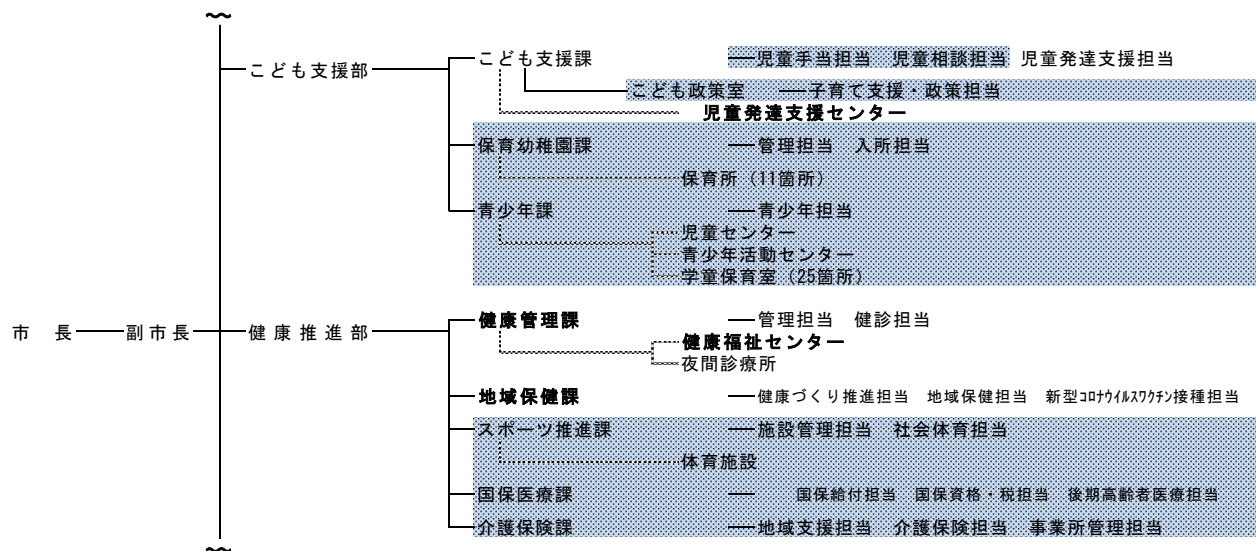 こども支援部 こども支援課 児童手当担当 児童相談担当 児童発達支援担当
こども政策室 子育て支援・政策担当
児童発達支援センター
保育幼稚園課 管理担当 入所担当
保育所（11箇所）
青少年課 青少年担当
児童センター
青少年活動センター
学童保育室（25箇所）
市 長 副市長 健康推進部 健康管理課 管理担当 健診担当
健康福祉センター
夜間診療所
地域保健課 健康づくり推進担当 地域保健担当 新型ｺﾛﾅｳｲﾙｽﾜｸﾁﾝ接種担当
スポーツ推進課 施設管理担当 社会体育担当
体育施設
国保医療課 国保給付担当 国保資格・税担当 後期高齢者医療担当
介護保険課 地域支援担当 介護保険担当 事業所管理担当